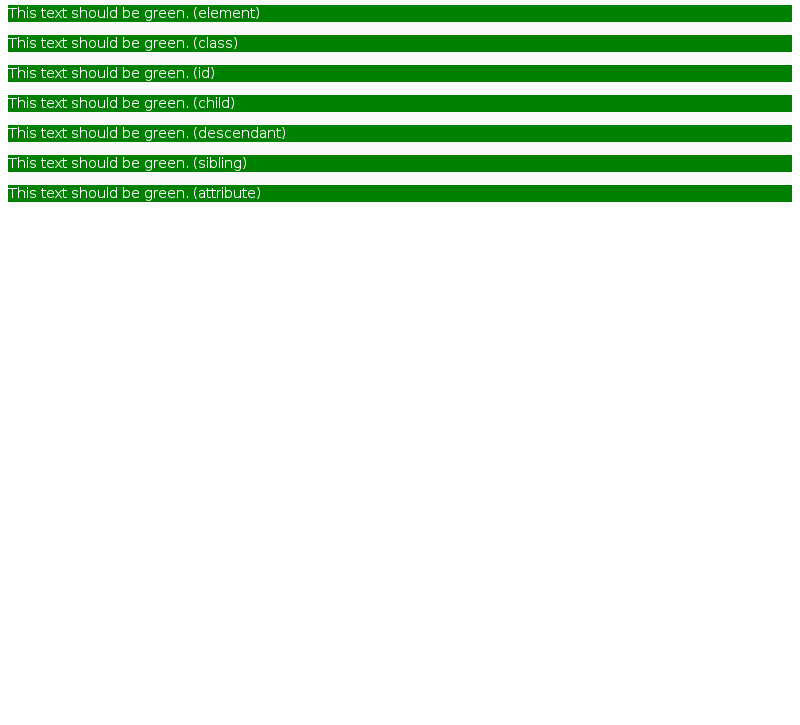 This text should be green. (element)
This text should be green. (class)
This text should be green. (id)
This text should be green. (child)
This text should be green. (descendant)
This text should be green. (sibling)
This text should be green. (attribute)